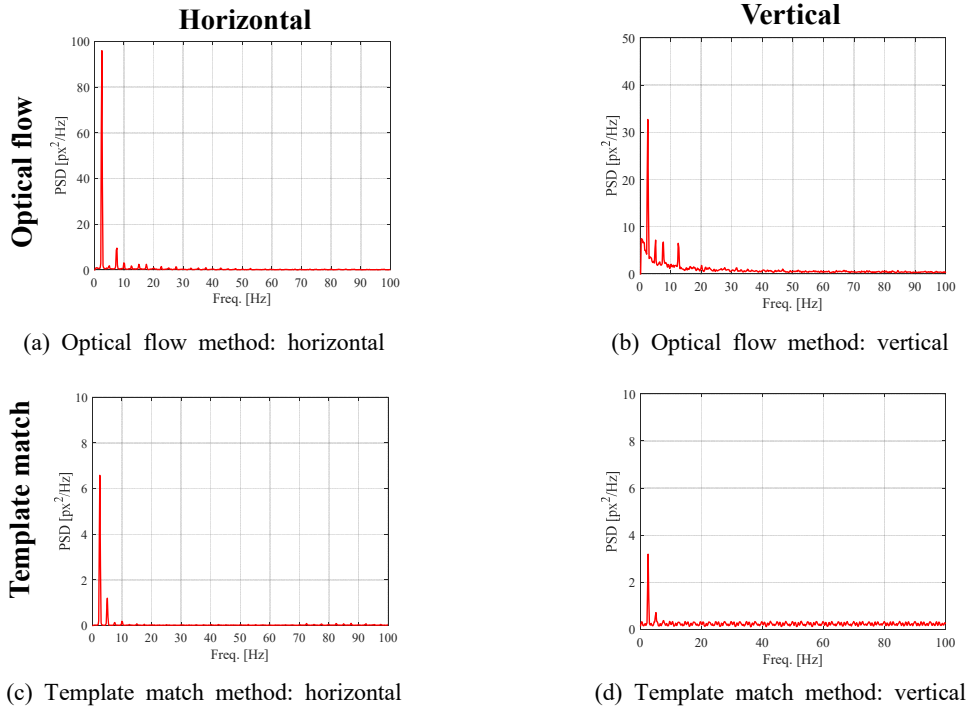 Horizontal
Vertical
Optical flow
PSD [px²/Hz]
100
80
60
40
20
0
0 10 20 30 40 50 60 70 80 90 100
Freq. [Hz]
PSD [px²/Hz]
50
40
30
20
10
0
0 20 40 60 80 100
Freq. [Hz]
(a) Optical flow method: horizontal
(b) Optical flow method: vertical
Template match
PSD [px²/Hz]
10
8
6
4
2
0
0 10 20 30 40 50 60 70 80 90 100
Freq. [Hz]
PSD [px²/Hz]
10
8
6
4
2
0
0 20 40 60 80 100
Freq. [Hz]
(c) Template match method: horizontal
(d) Template match method: vertical